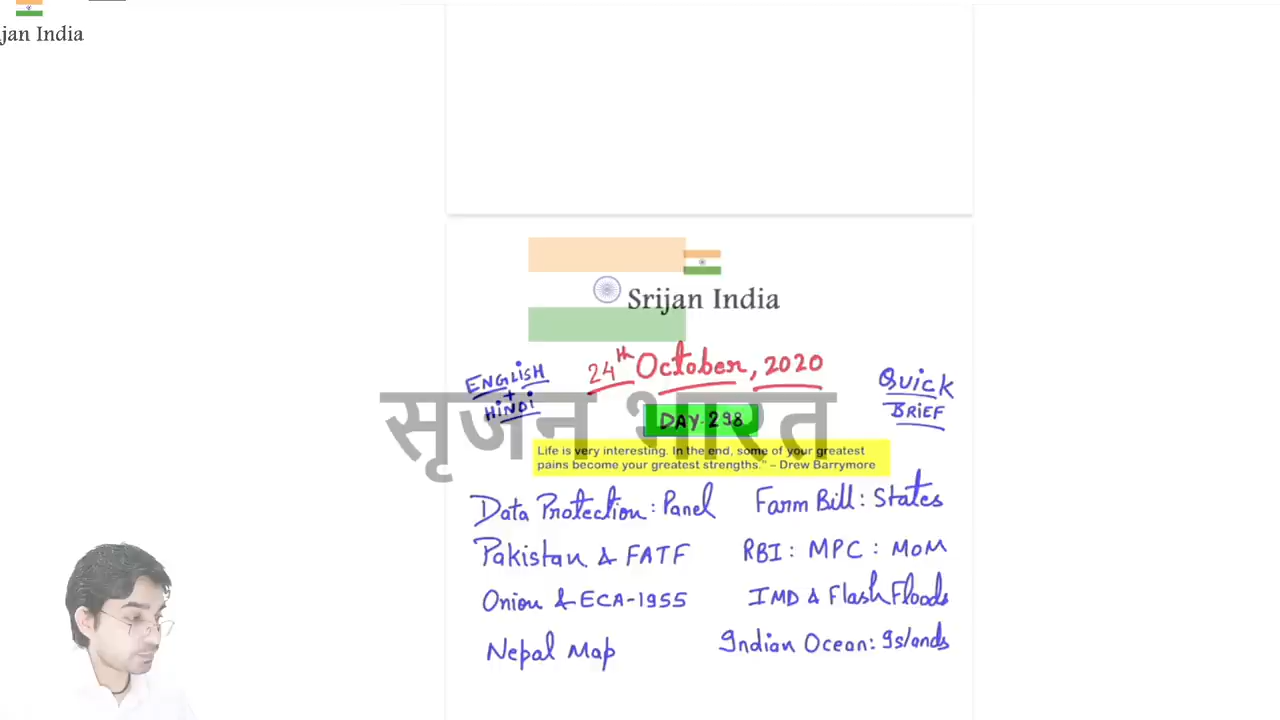 jan India
Srijan India
24th October, 2020
ENGLISH
+
HINDI
QUICK
BRIEF
सृजन भारत
DAY-298
Life is very interesting. In the end, some of your greatest
pains become your greatest strengths.” – Drew Barrymore
Data Protection: Panel
Farm Bill: States
Pakistan & FATF
RBI: MPC: MoM
Onion & ECA-1955
IMD & Flash Floods
Nepal Map
Indian Ocean: Islands